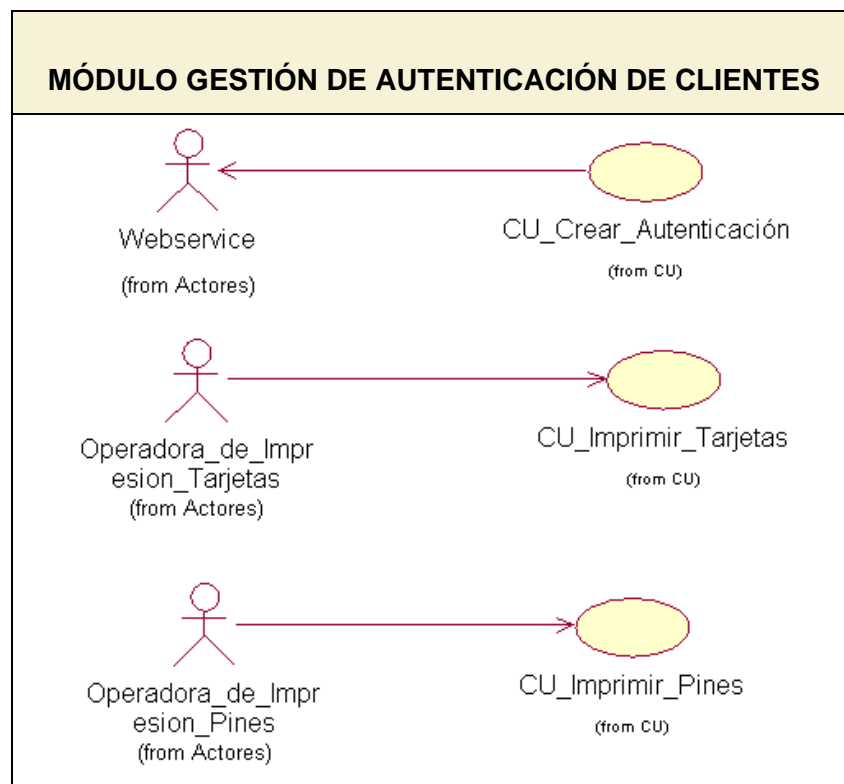 MÓDULO GESTIÓN DE AUTENTICACIÓN DE CLIENTES
Webservice
(from Actores)
CU_Crear_Autenticación
(from CU)
Operadora_de_Impr
esion_Tarjetas
(from Actores)
CU_Imprimir_Tarjetas
(from CU)
Operadora_de_Impr
esion_Pines
(from Actores)
CU_Imprimir_Pines
(from CU)